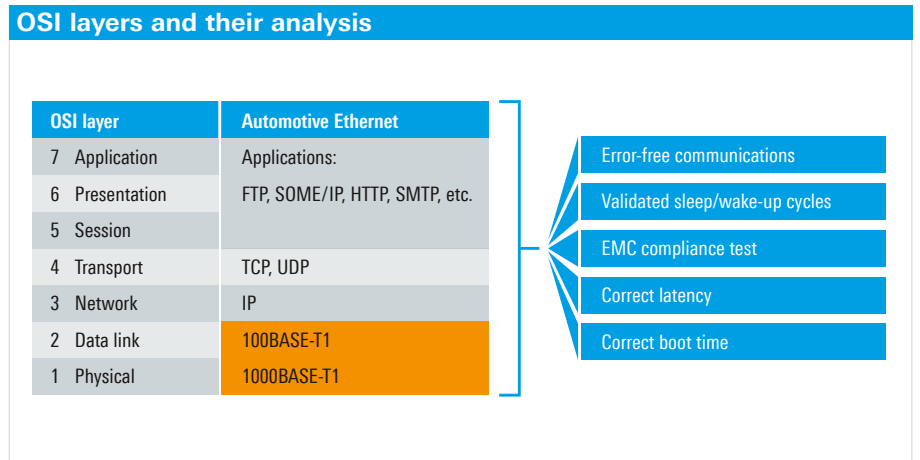 OSI layers and their analysis
OSI layer Automotive Ethernet
7 Application Applications:
6 Presentation FTP, SOME/IP, HTTP, SMTP, etc.
5 Session
4 Transport TCP, UDP
3 Network IP
2 Data link 100BASE-T1
1 Physical 1000BASE-T1
Error-free communications
Validated sleep/wake-up cycles
EMC compliance test
Correct latency
Correct boot time